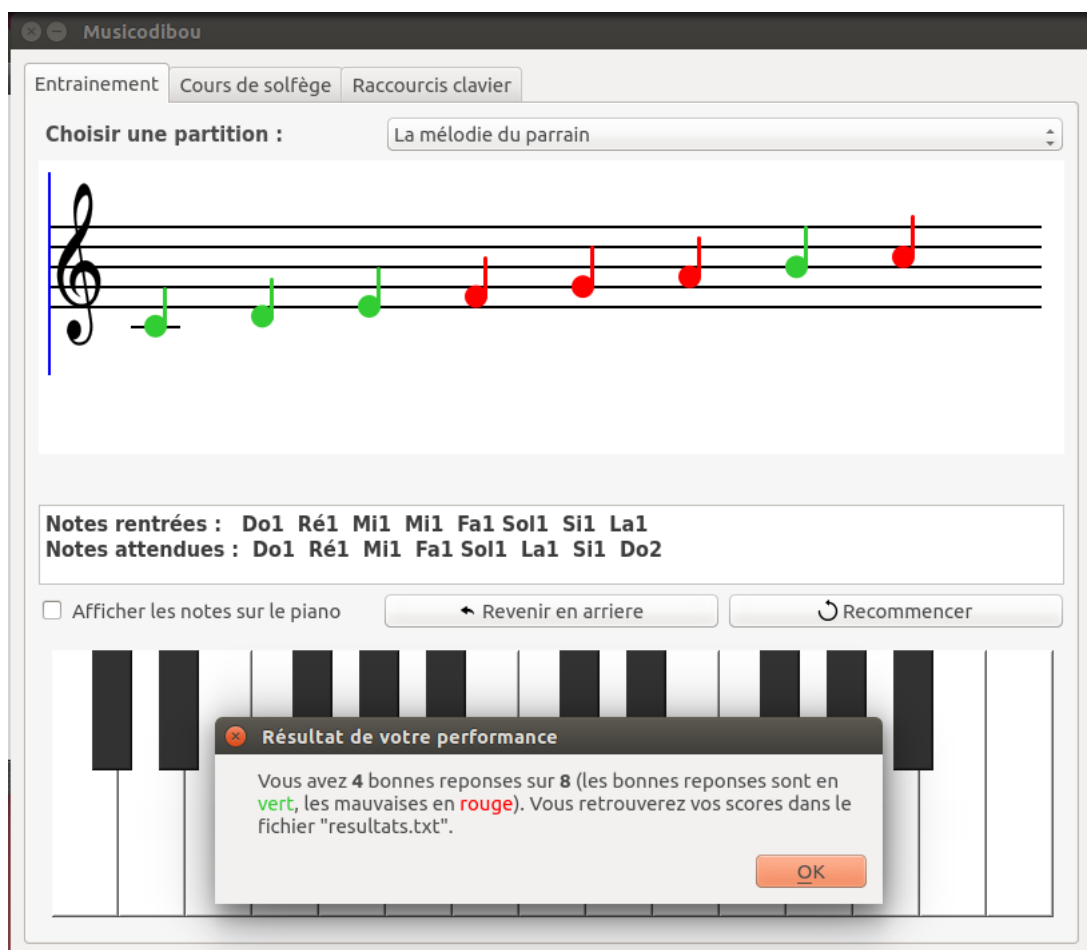 Musicodibou
Entrainement Cours de solfège Raccourcis clavier
Choisir une partition : La mélodie du parrain
Notes rentrées : Do1 Ré1 Mi1 Mi1 Fa1 Sol1 Si1 La1
Notes attendues : Do1 Ré1 Mi1 Fa1 Sol1 La1 Si1 Do2
Afficher les notes sur le piano Revenir en arriere Recommencer
Résultat de votre performance
Vous avez 4 bonnes reponses sur 8 (les bonnes reponses sont en
vert, les mauvaises en rouge). Vous retrouverez vos scores dans le
fichier "resultats.txt".
OK